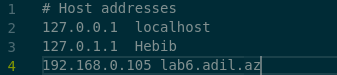 1 # Host addresses
2 127.0.0.1  localhost
3 127.0.1.1  Hebib
4 192.168.0.105 lab6.adil.az